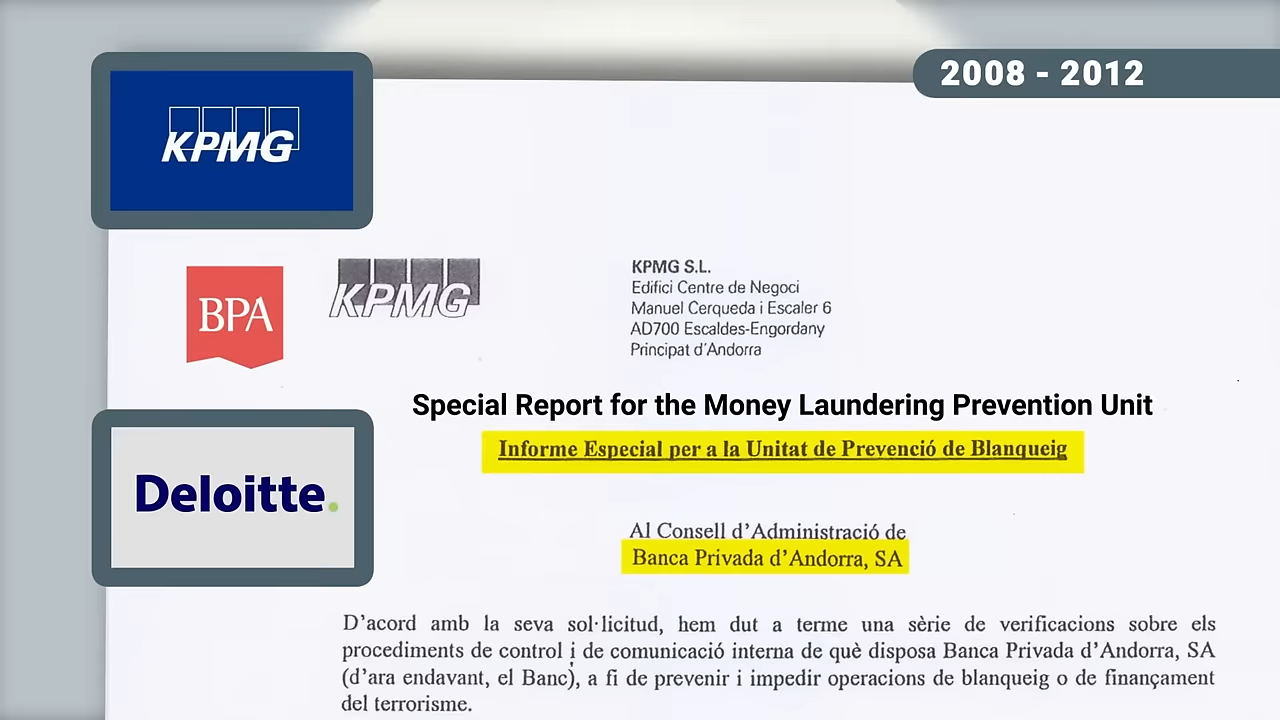 2008 - 2012
KPMG
BPA
KPMG
KPMG S.L.
Edifici Centre de Negoci
Manuel Cerqueda i Escaler 6
AD700 Escaldes-Engordany
Principat d'Andorra
Special Report for the Money Laundering Prevention Unit
Informe Especial per a la Unitat de Prevenció de Blanqueig
Deloitte.
Al Consell d'Administració de
Banca Privada d'Andorra, SA
D'acord amb la seva sol·licitud, hem dut a terme una sèrie de verificacions sobre els
procediments de control i de comunicació interna de què disposa Banca Privada d'Andorra, SA
(d'ara endavant, el Banc), a fi de prevenir i impedir operacions de blanqueig o de finançament
del terrorisme.